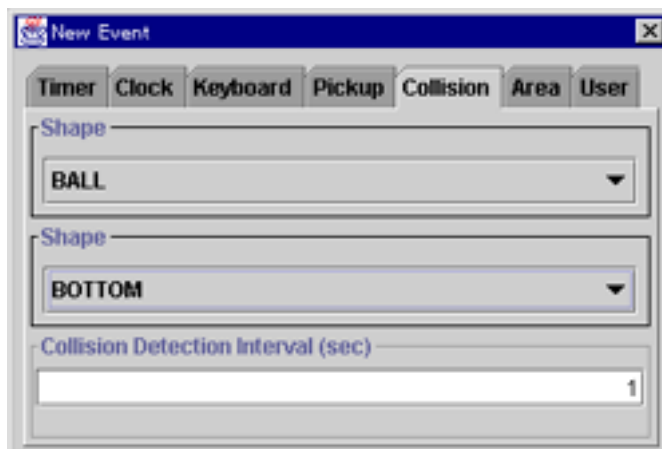 New Event
Timer Clock Keyboard Pickup Collision Area User
Shape
BALL
Shape
BOTTOM
Collision Detection Interval (sec)
1